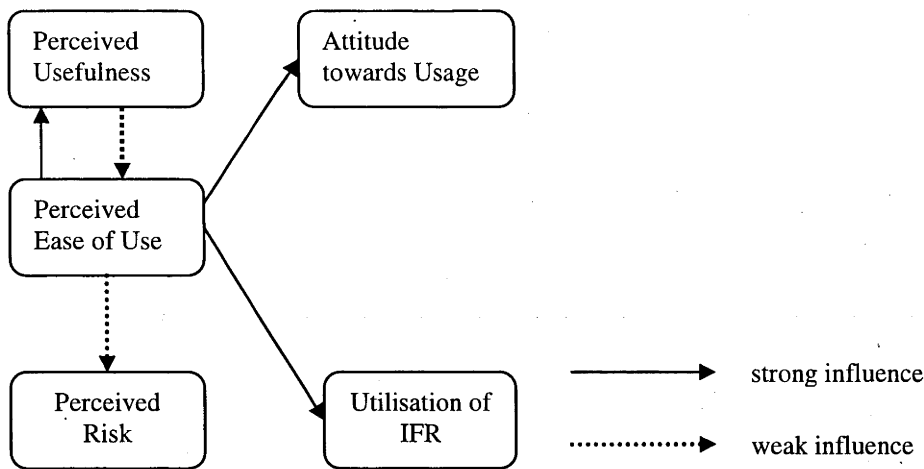 Perceived
Usefulness
Attitude
towards Usage
Perceived
Ease of Use
Perceived
Risk
Utilisation of
IFR
strong influence
weak influence